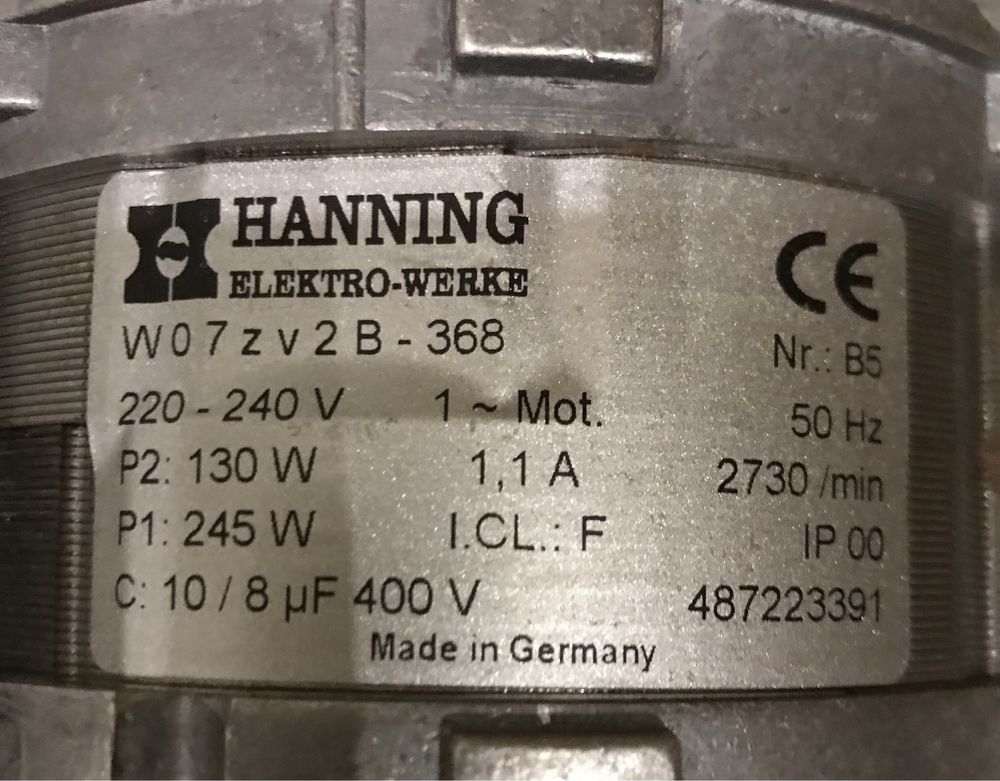 HANNING
ELEKTRO-WERKE
CE
W07zv2B-368
Nr.: B5
220 - 240 V 1 ~ Mot. 50 Hz
P2: 130 W 1,1 A 2730 /min
P1: 245 W I.CL.: F IP 00
C: 10 / 8 µF 400 V 487223391
Made in Germany